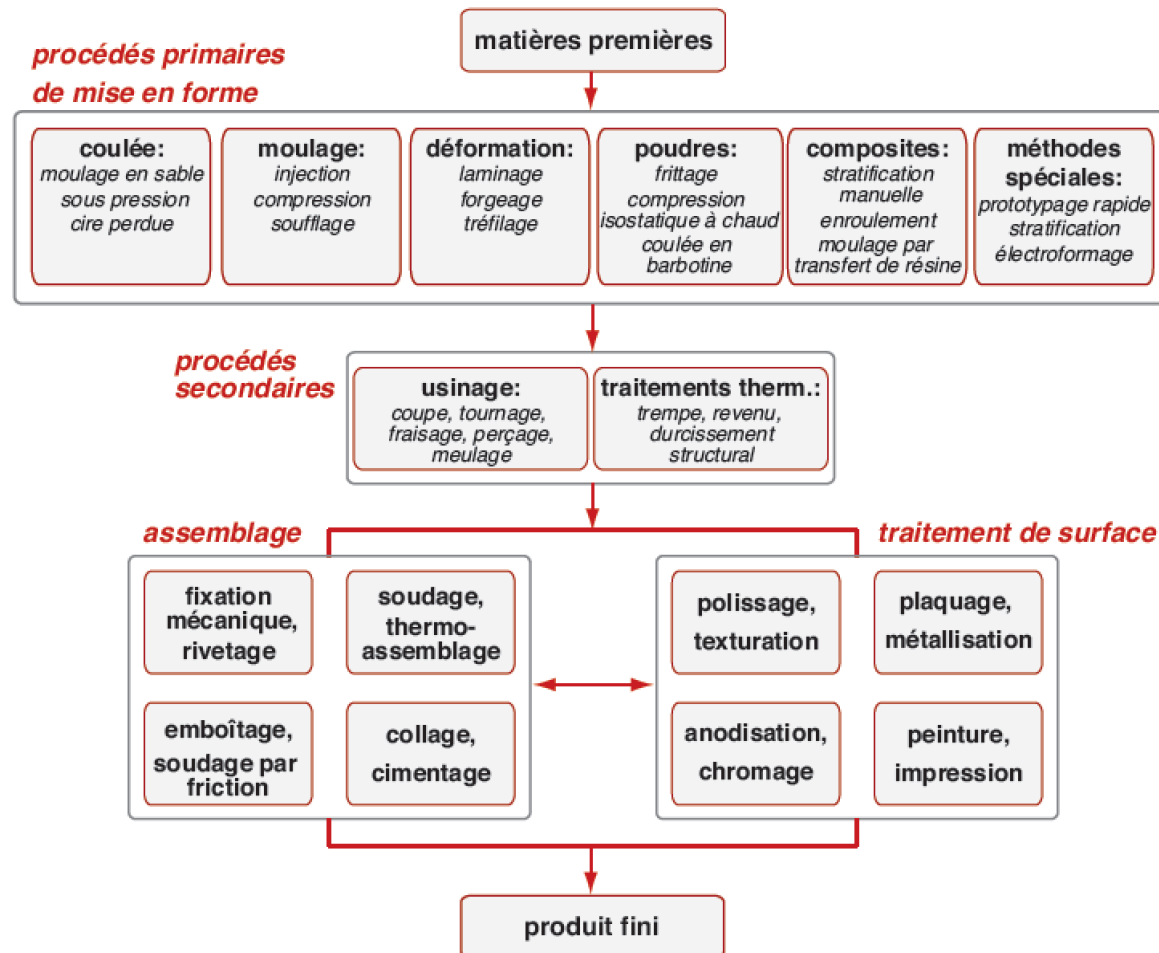 matières premières
procédés primaires
de mise en forme
coulée:
moulage en sable
sous pression
cire perdue
moulage:
injection
compression
soufflage
déformation:
laminage
forgeage
tréfilage
poudres:
frittage
compression
isostatique à chaud
coulée en
barbotine
composites:
stratification
manuelle
enroulement
moulage par
transfert de résine
méthodes
spéciales:
prototypage rapide
stratification
électroformage
procédés
secondaires
usinage:
coupe, tournage,
fraisage, perçage,
meulage
traitements therm.:
trempe, revenu,
durcissement
structural
assemblage
traitement de surface
fixation
mécanique,
rivetage
soudage,
thermo-
assemblage
polissage,
texturation
plaquage,
métallisation
emboîtage,
soudage par
friction
collage,
cimentage
anodisation,
chromage
peinture,
impression
produit fini